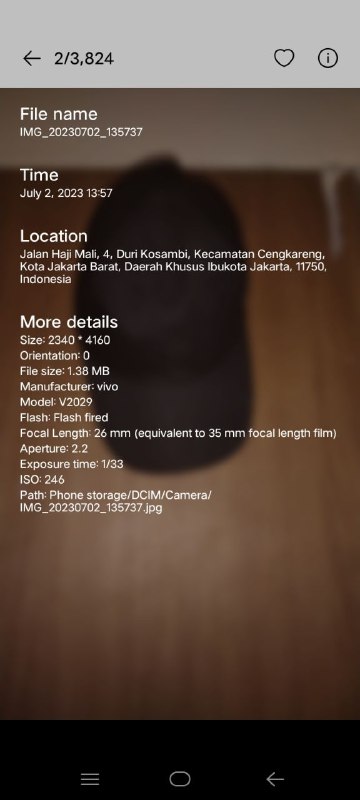 2/3,824
File name
IMG_20230702_135737
Time
July 2, 2023 13:57
Location
Jalan Haji Mali, 4, Duri Kosambi, Kecamatan Cengkareng,
Kota Jakarta Barat, Daerah Khusus Ibukota Jakarta, 11750,
Indonesia
More details
Size: 2340 * 4160
Orientation: 0
File size: 1.38 MB
Manufacturer: vivo
Model: V2029
Flash: Flash fired
Focal Length: 26 mm (equivalent to 35 mm focal length film)
Aperture: 2.2
Exposure time: 1/33
ISO: 246
Path: Phone storage/DCIM/Camera/
IMG_20230702_135737.jpg